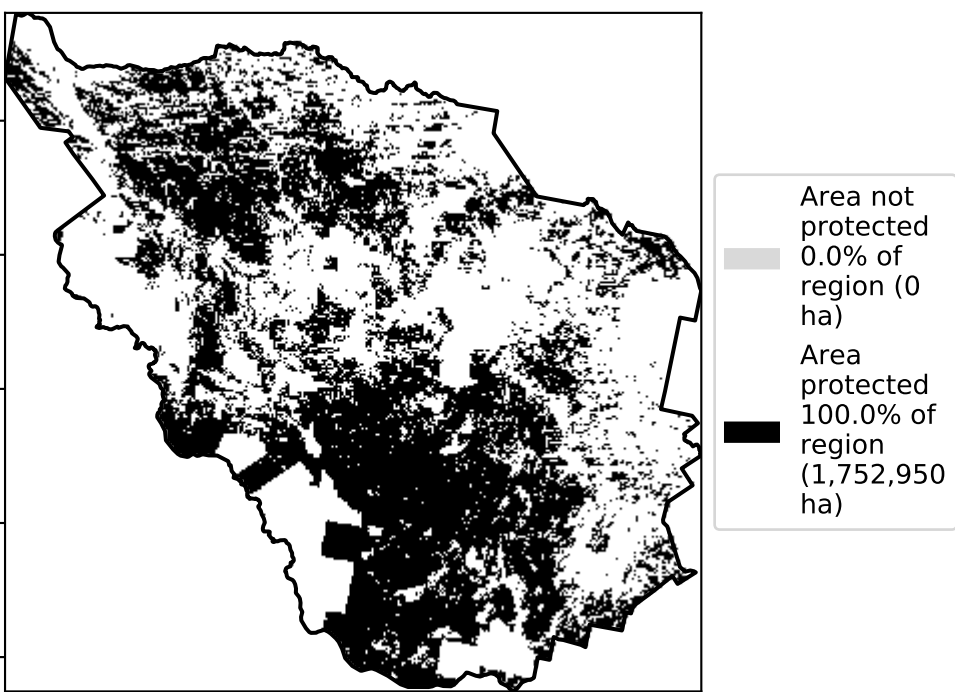 Area not
protected
0.0% of
region (0
ha)
Area
protected
100.0% of
region
(1,752,950
ha)